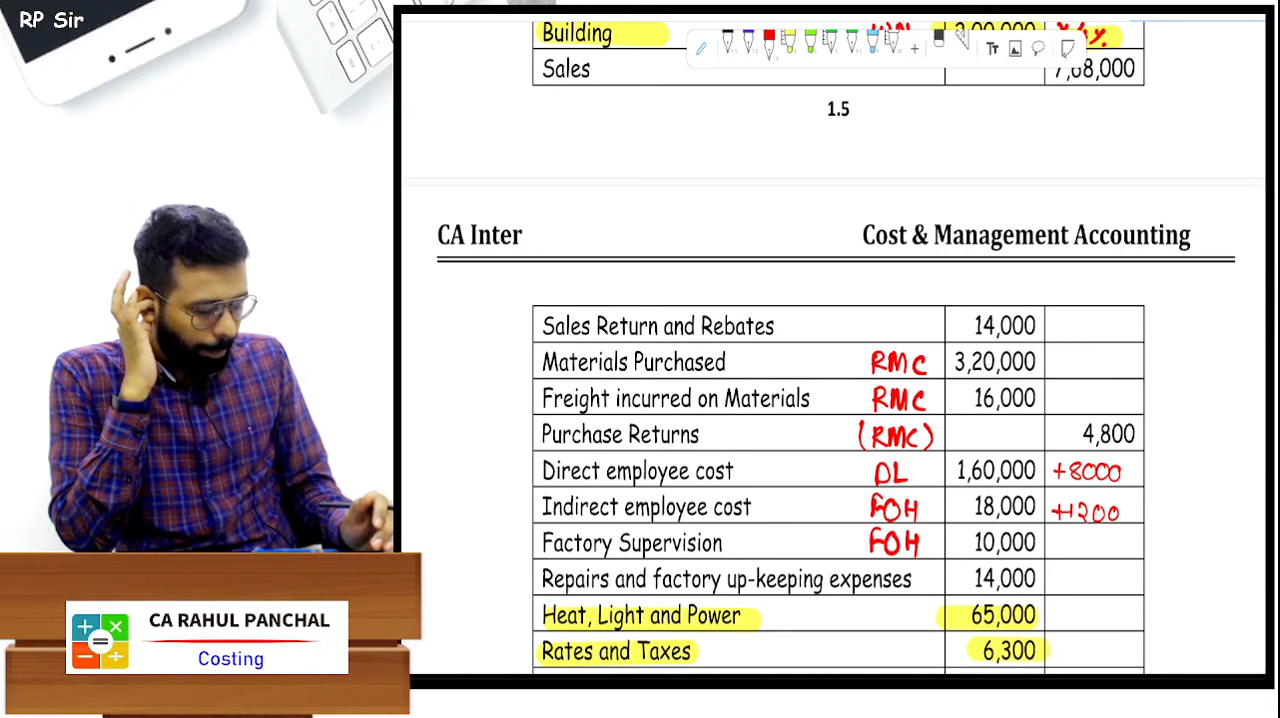 RP Sir
Building
Sales 7,68,000
1.5
CA Inter Cost & Management Accounting
Sales Return and Rebates 14,000
Materials Purchased RMC 3,20,000
Freight incurred on Materials RMC 16,000
Purchase Returns (RMC) 4,800
Direct employee cost DL 1,60,000 +8000
Indirect employee cost FOH 18,000 +1200
Factory Supervision FOH 10,000
Repairs and factory up-keeping expenses 14,000
Heat, Light and Power 65,000
Rates and Taxes 6,300
CA RAHUL PANCHAL
Costing